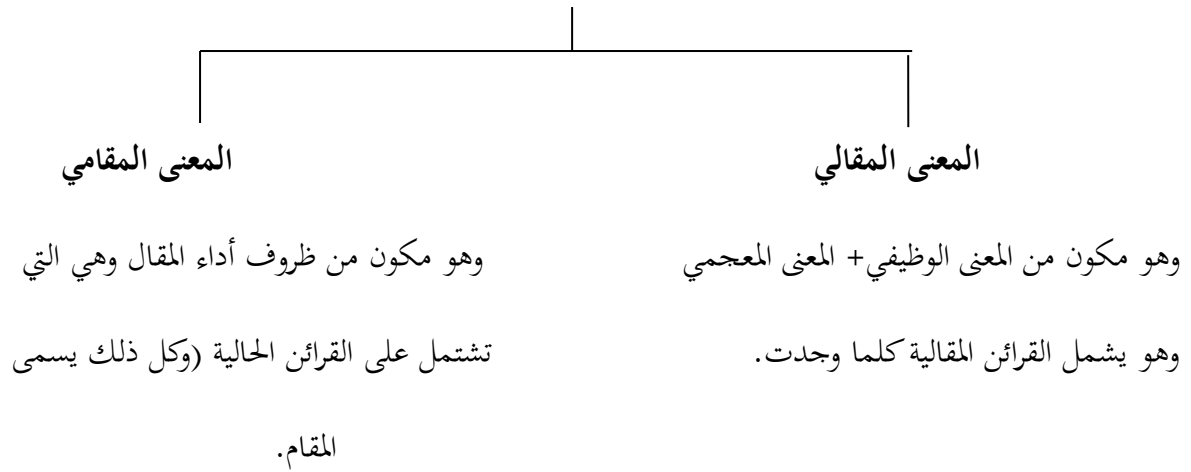 المعنى المقالي
وهو مكون من المعنى الوظيفي+ المعنى المعجمي
وهو يشمل القرائن المقالية كلما وجدت.
المعنى المقامي
وهو مكون من ظروف أداء المقال وهي التي
تشتمل على القرائن الحالية (وكل ذلك يسمى
المقام.